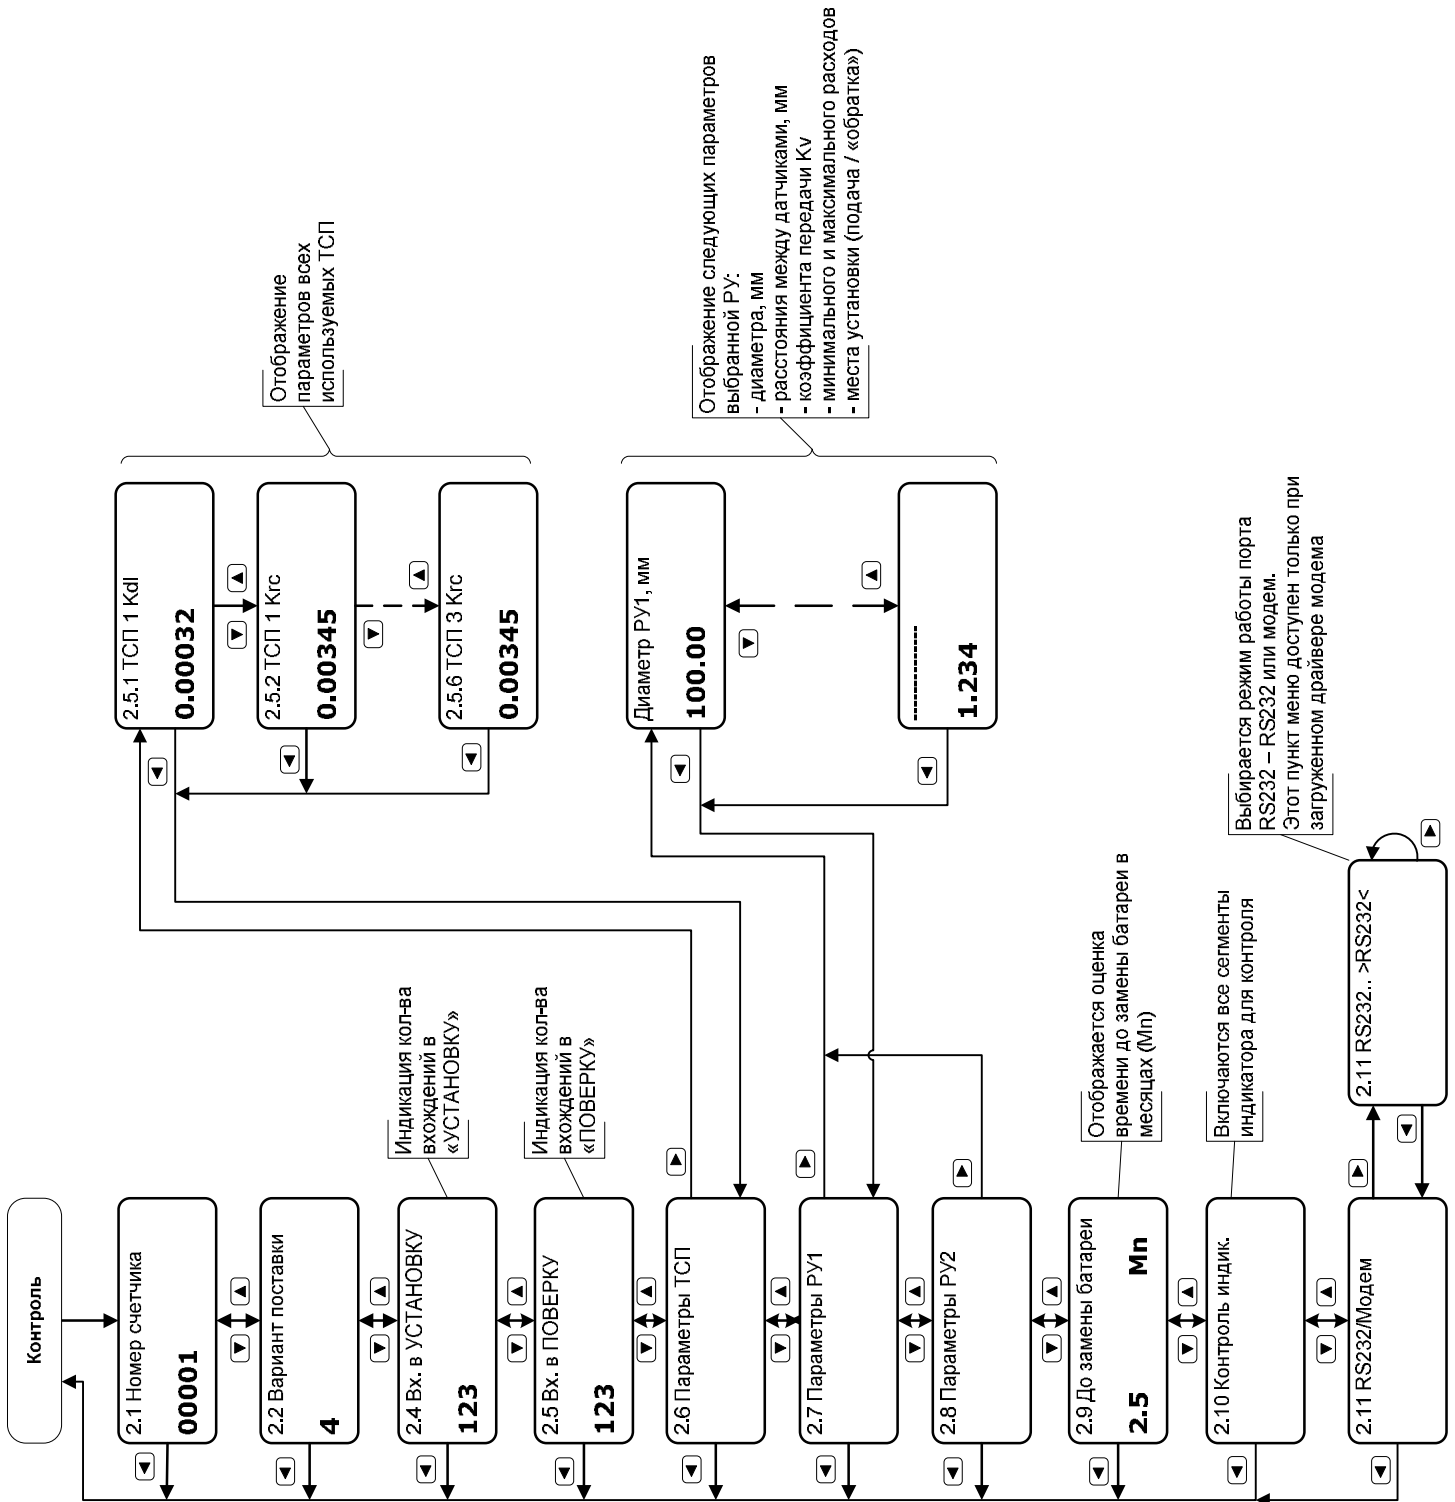 Контроль
2.1 Номер счетчика
00001
2.2 Вариант поставки
4
2.4 Вх. в УСТАНОВКУ
123
Индикация кол-ва
вхождений в
«УСТАНОВКУ»
2.5 Вх. в ПОВЕРКУ
123
Индикация кол-ва
вхождений в
«ПОВЕРКУ»
2.6 Параметры ТСП
2.7 Параметры РУ1
2.8 Параметры РУ2
2.9 До замены батареи
2.5 Mn
Отображается оценка
времени до замены батареи в
месяцах (Mn)
2.10 Контроль индик.
Включаются все сегменты
индикатора для контроля
2.11 RS232/Модем
2.11 RS232.. >RS232<
Выбирается режим работы порта
RS232 – RS232 или модем.
Этот пункт меню доступен только при
загруженном драйвере модема
2.5.1 ТСП 1 Kdl
0.00032
2.5.2 ТСП 1 Krc
0.00345
2.5.6 ТСП 3 Krc
0.00345
Отображение
параметров всех
используемых ТСП
Диаметр РУ1, мм
100.00
------------
1.234
Отображение следующих параметров
выбранной РУ:
- диаметра, мм
- расстояния между датчиками, мм
- коэффициента передачи Kv
- минимального и максимального расходов
- места установки (подача / «обратка»)